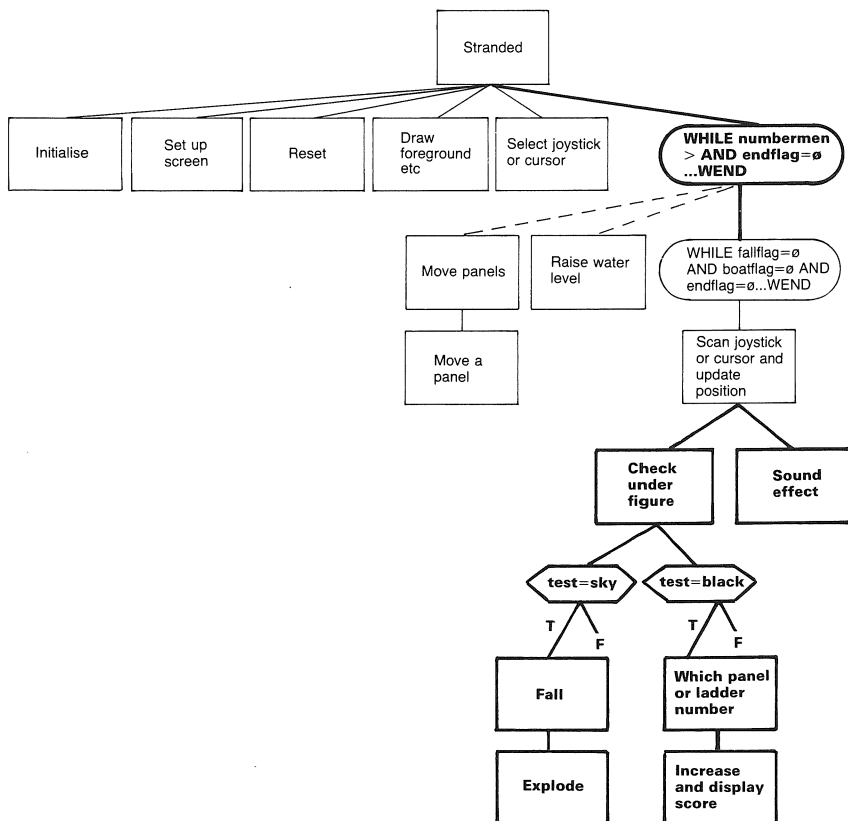 Stranded
Initialise
Set up
screen
Reset
Draw
foreground
etc
Select joystick
or cursor
WHILE numbermen
> AND endflag=ø
...WEND
Move panels
Raise water
level
WHILE fallflag=ø
AND boatflag=ø AND
endflag=ø...WEND
Move a
panel
Scan joystick
or cursor and
update
position
Check
under
figure
Sound
effect
test=sky
test=black
T
F
T
F
Fall
Which panel
or ladder
number
Explode
Increase
and display
score